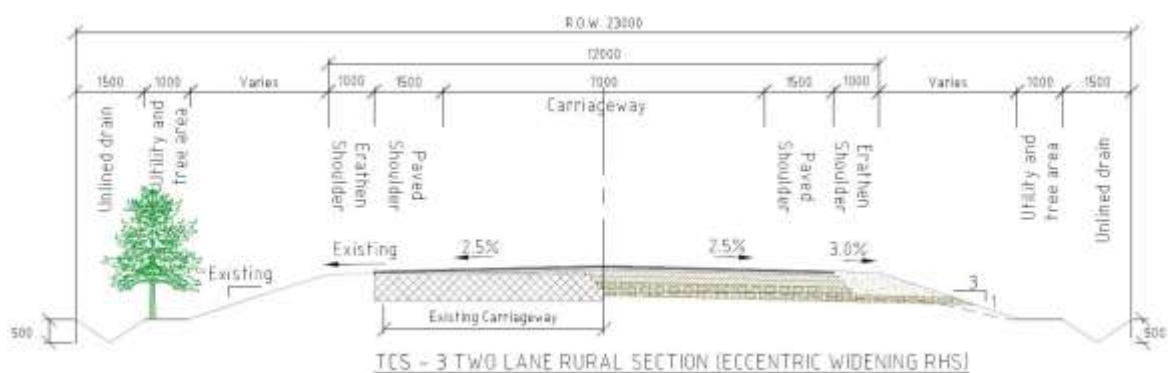 R.O.W. 23000
12000
1500 1000 Varies 1000 1500 7000 1500 1000 Varies 1000 1500
Carriageway
Unlined drain
Utility and
tree area
Erathen
Shoulder
Paved
Shoulder
Paved
Shoulder
Erathen
Shoulder
Utility and
tree area
Unlined drain
Existing 2.5% 2.5% 3.0%
Existing
3
1
500
Existing Carriageway
500
TCS - 3 TWO LANE RURAL SECTION (ECCENTRIC WIDENING RHS)